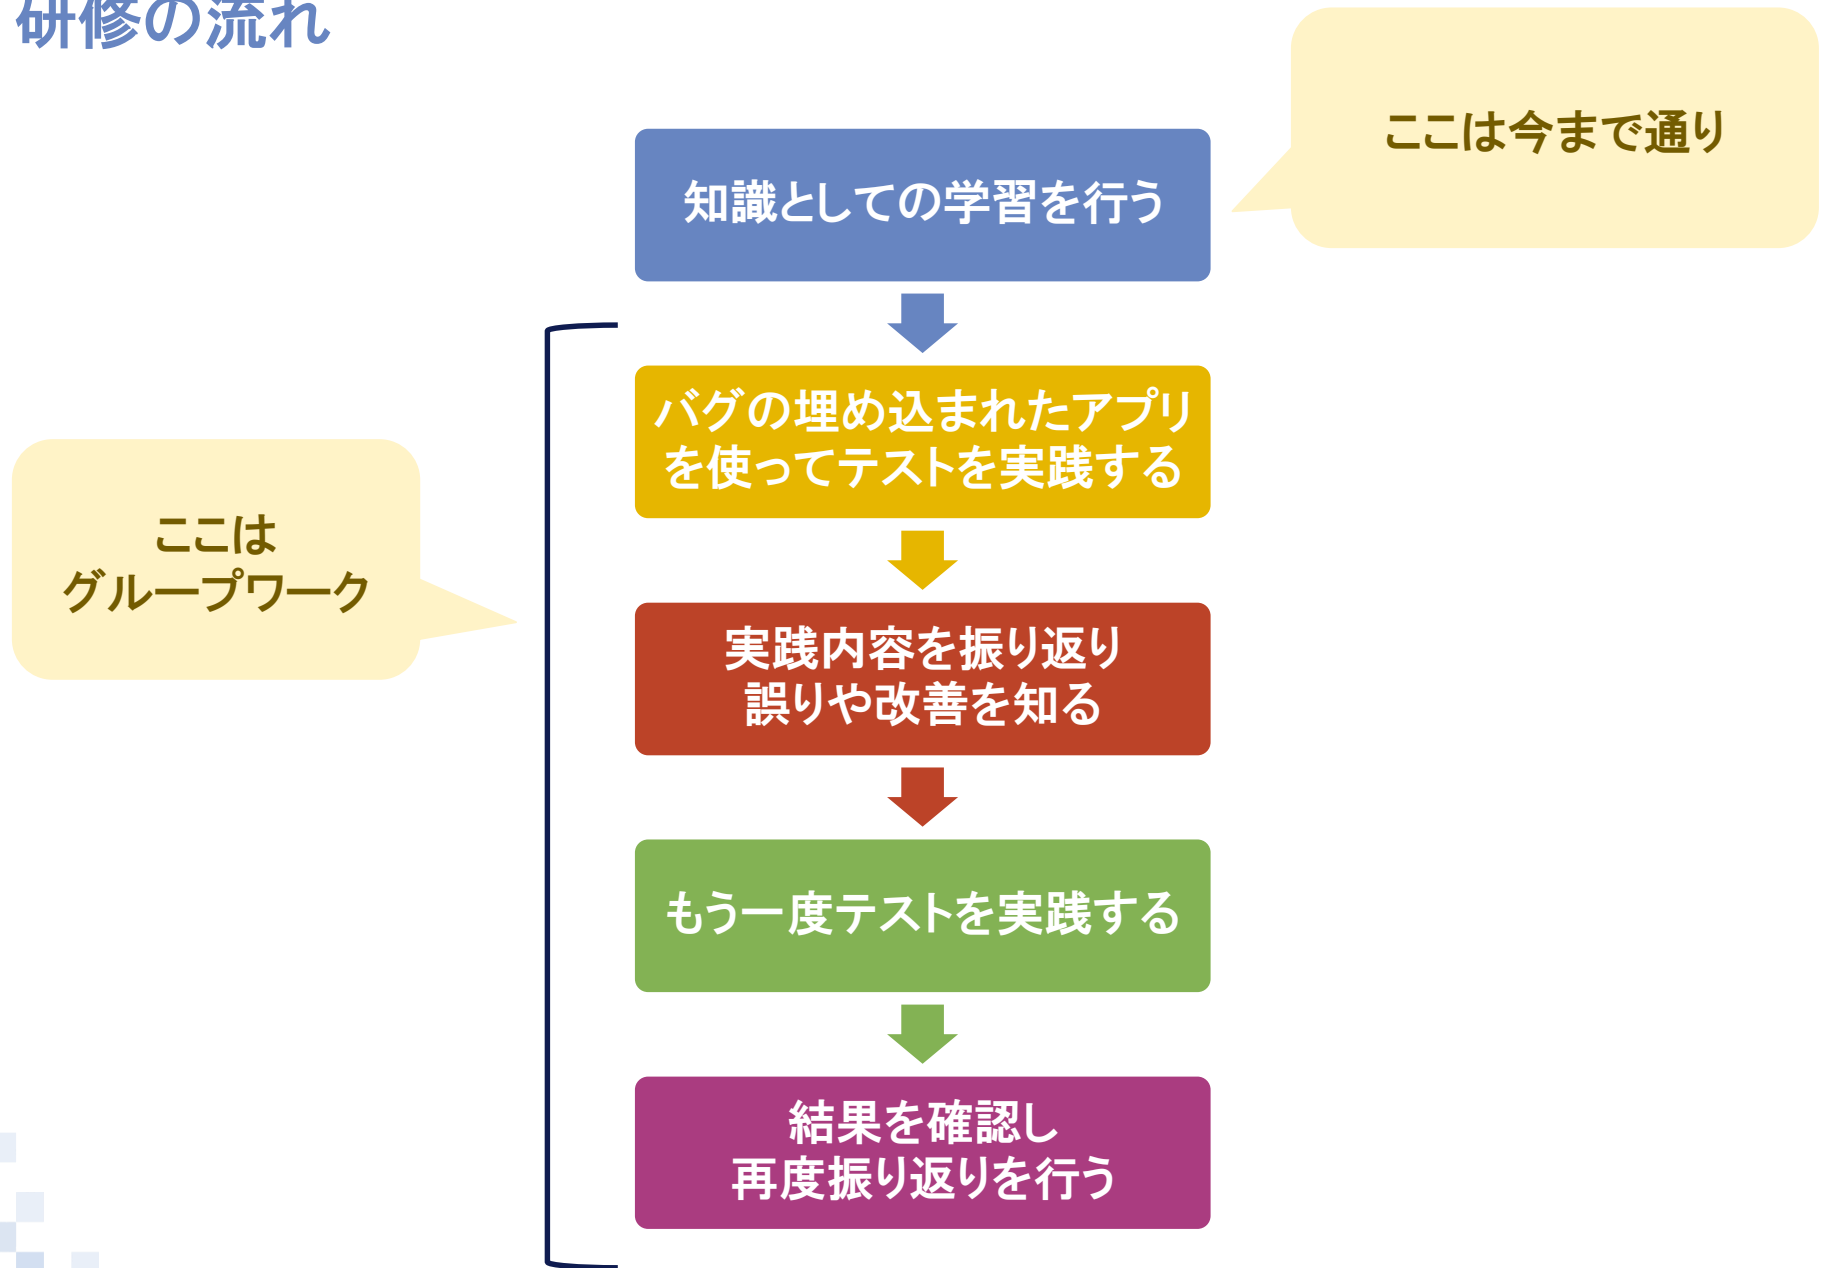 研修の流れ
ここは今まで通り
知識としての学習を行う
バグの埋め込まれたアプリ
を使ってテストを実践する
ここは
グループワーク
実践内容を振り返り
誤りや改善を知る
もう一度テストを実践する
結果を確認し
再度振り返りを行う